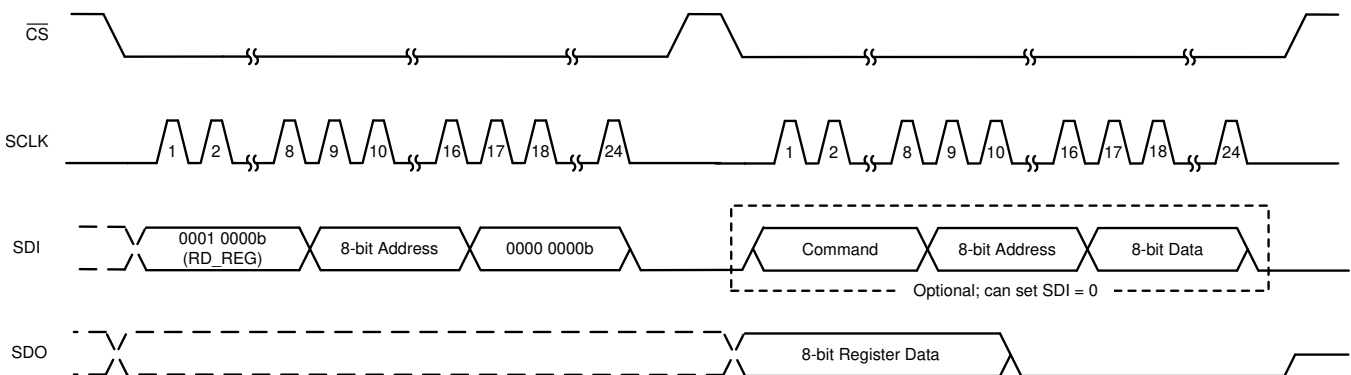 CS
SCLK
1 2 8 9 10 16 17 18 24 1 2 8 9 10 16 17 18 24
SDI
0001 0000b
(RD_REG)
8-bit Address
0000 0000b
Command
8-bit Address
8-bit Data
Optional; can set SDI = 0
SDO
8-bit Register Data